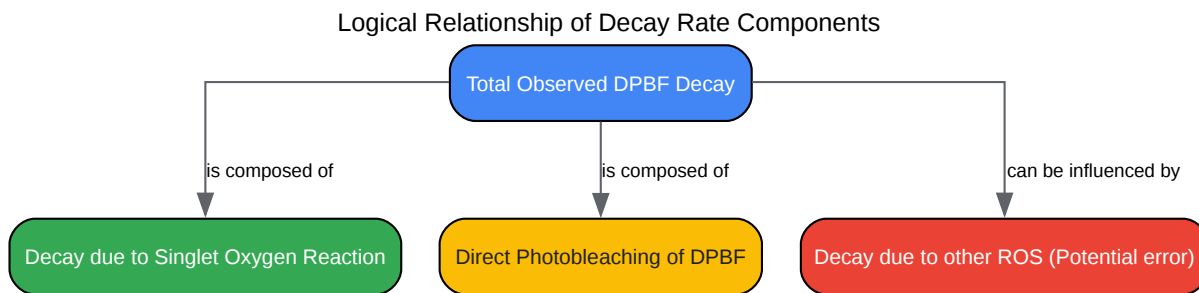 Logical Relationship of Decay Rate Components
Total Observed DPBF Decay
is composed of
is composed of
can be influenced by
Decay due to Singlet Oxygen Reaction
Direct Photobleaching of DPBF
Decay due to other ROS (Potential error)